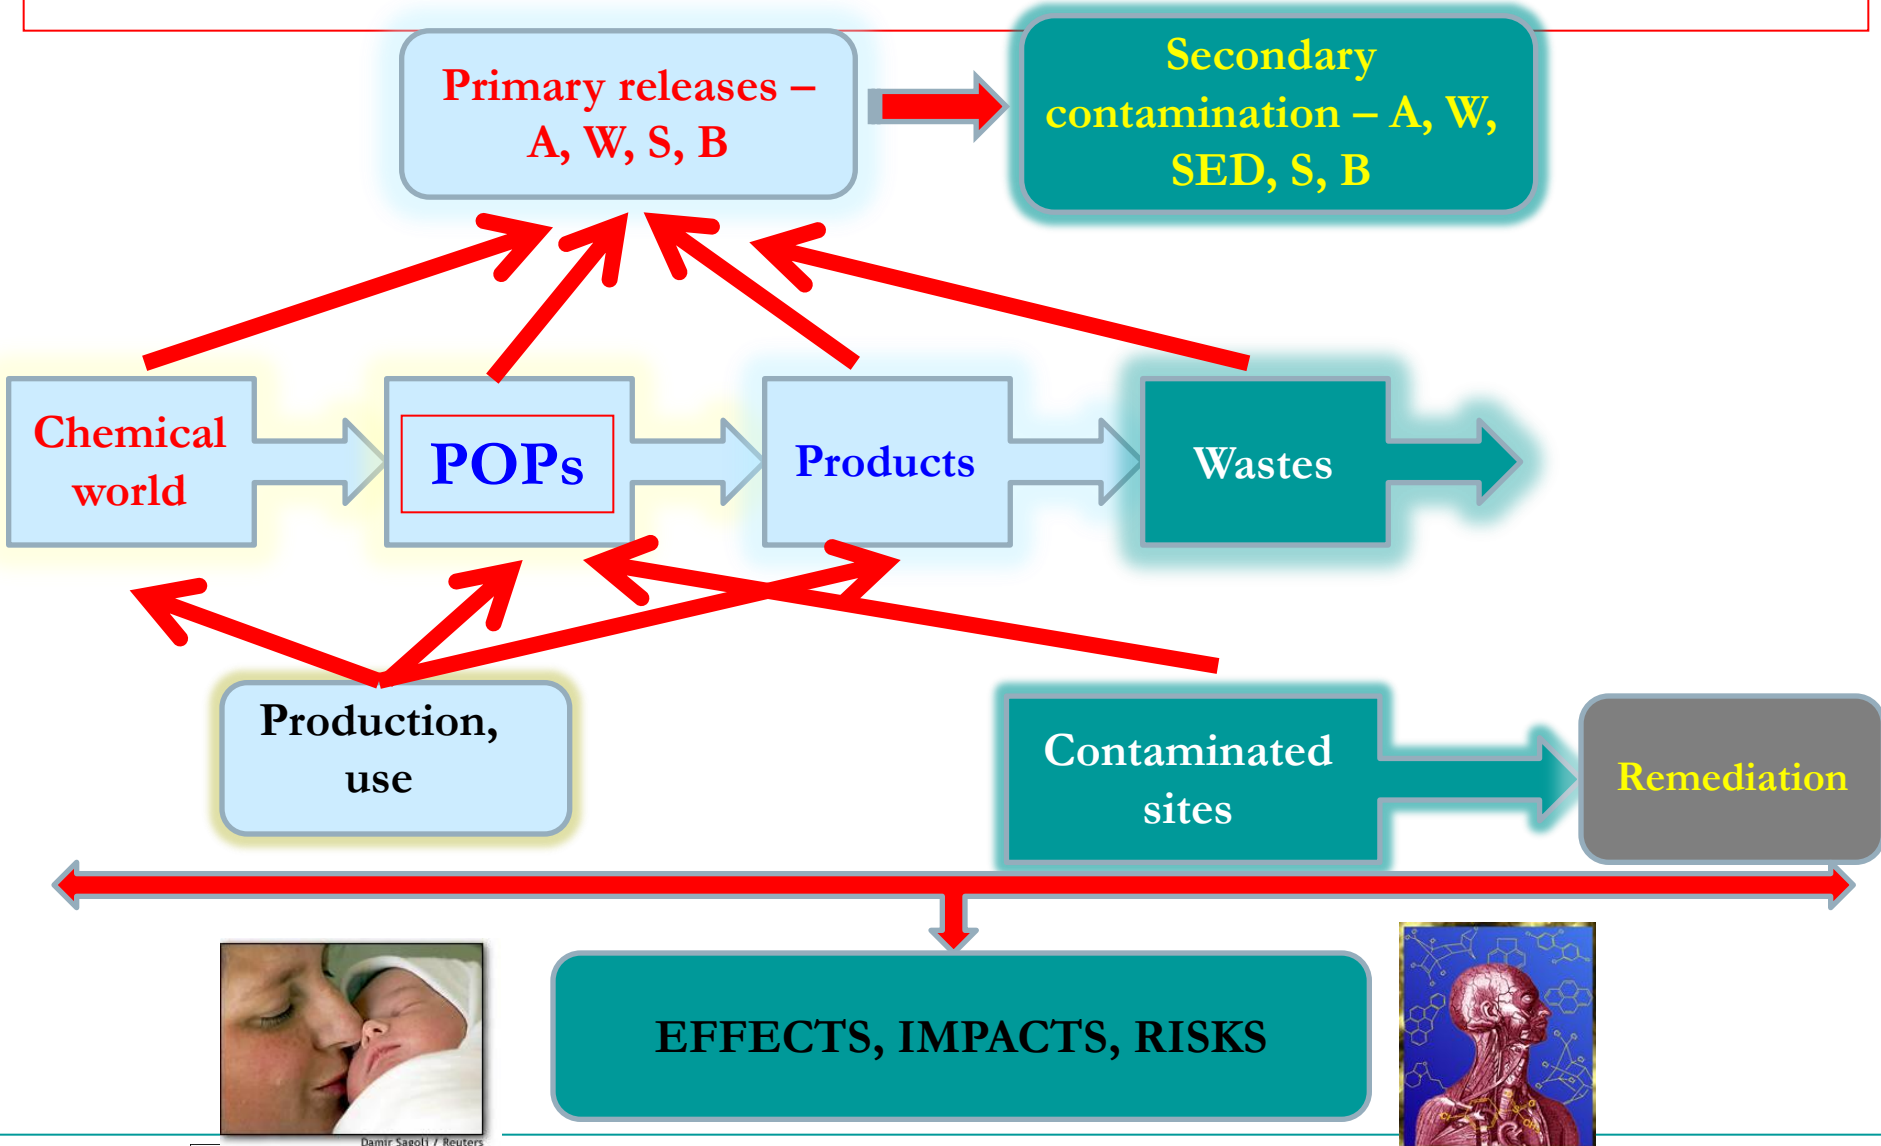 Primary releases –
A, W, S, B
Secondary
contamination – A, W,
SED, S, B
Chemical
world
POPs
Products
Wastes
Production,
use
Contaminated
sites
Remediation
EFFECTS, IMPACTS, RISKS
Damir Sagolj / Reuters